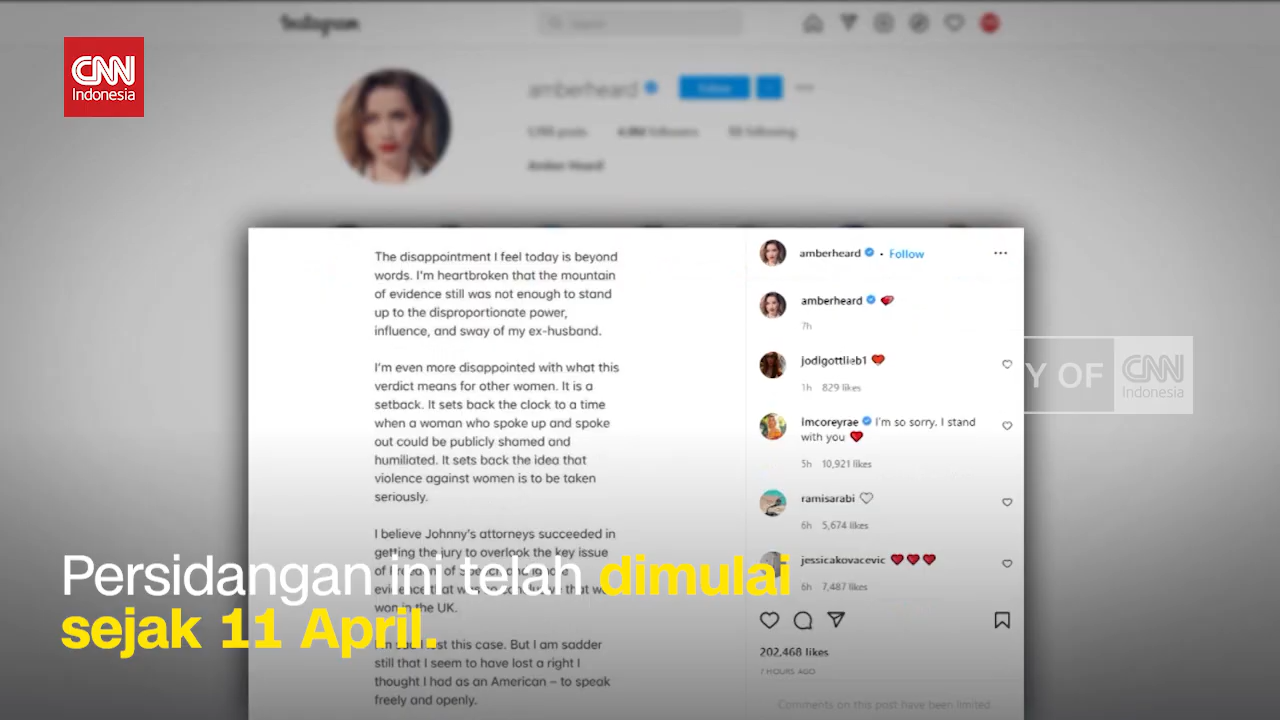 Instagram
Search
CNN
Indonesia
amberheard
Follow
4.9M followers
Amber Heard
The disappointment I feel today is beyond
words. I'm heartbroken that the mountain
of evidence still was not enough to stand
up to the disproportionate power,
influence, and sway of my ex-husband.
I'm even more disappointed with what this
verdict means for other women. It is a
setback. It sets back the clock to a time
when a woman who spoke up and spoke
out could be publicly shamed and
humiliated. It sets back the idea that
violence against women is to be taken
seriously.
I believe Johnny's attorneys succeeded in
getting the jury to overlook the key issue
of
won in the UK.
this case. But I am sadder
still that I seem to have lost a right I
thought I had as an American – to speak
freely and openly.
amberheard • Follow
amberheard
7h
jodigottlieb1
1h 829 likes
imcoreyrae I'm so sorry. I stand
with you
5h 10,921 likes
ramisarabi
6h 5,674 likes
jessicakovacevic
6h 7,487 likes
202,468 likes
7 HOURS AGO
Comments on this post have been limited.
Y OF
CNN
Indonesia
Persidangan ini telah dimulai
sejak 11 April.